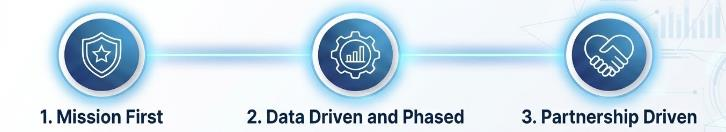 1. Mission First
2. Data Driven and Phased
3. Partnership Driven